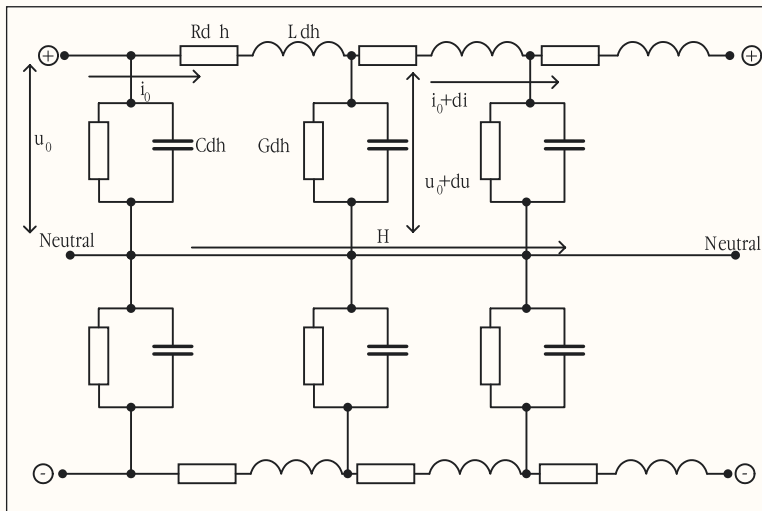 Rd h
L dh
+
+
i0
i0+di
u0
Cdh
Gdh
u0+du
Neutral
H
Neutral
-
-